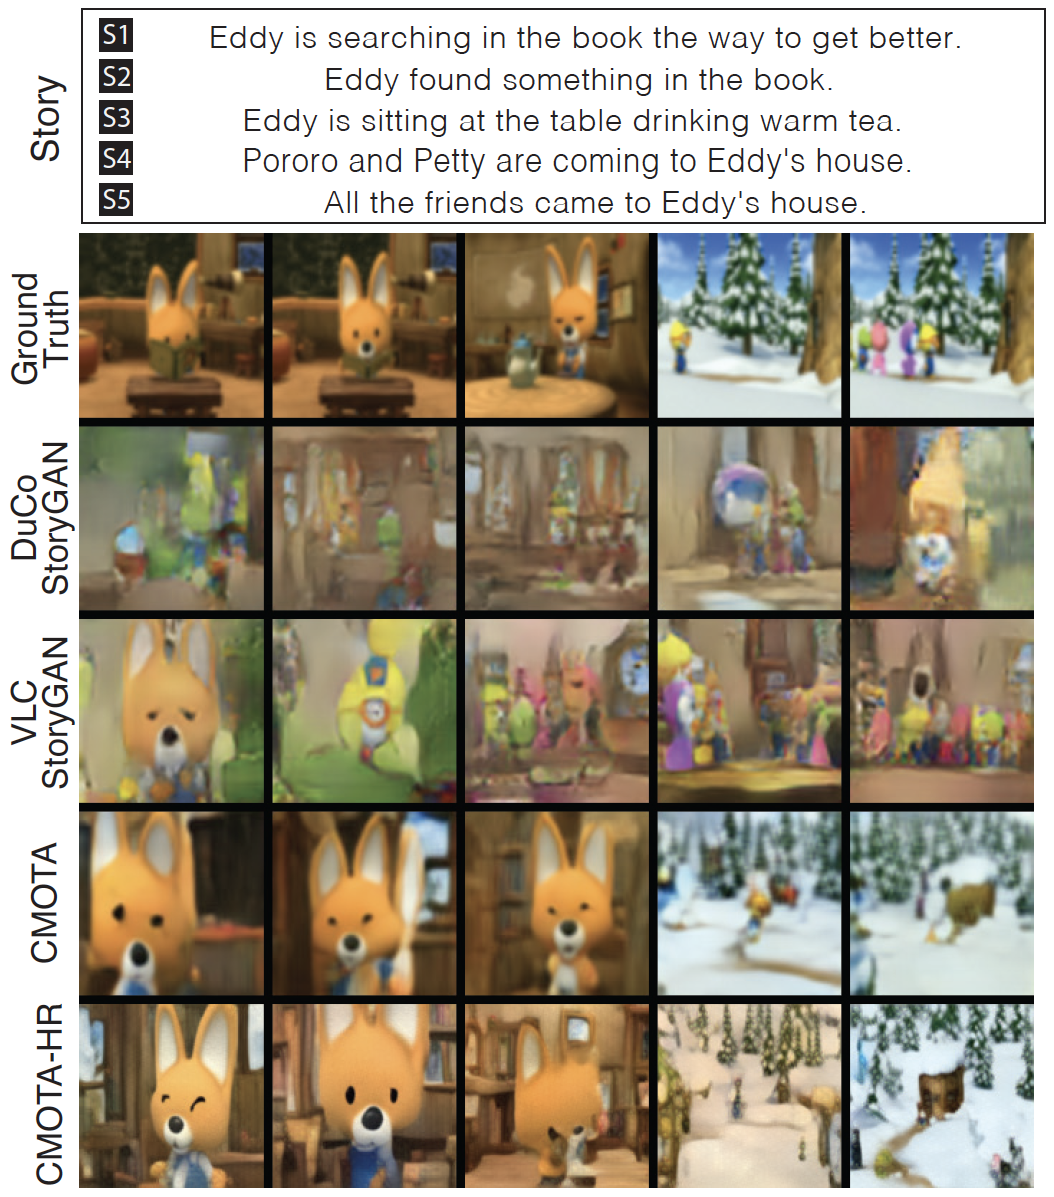 Story
S1 Eddy is searching in the book the way to get better.
S2 Eddy found something in the book.
S3 Eddy is sitting at the table drinking warm tea.
S4 Pororo and Petty are coming to Eddy's house.
S5 All the friends came to Eddy's house.
Ground
Truth
DuCo
StoryGAN
VLC
StoryGAN
CMOTA
CMOTA-HR